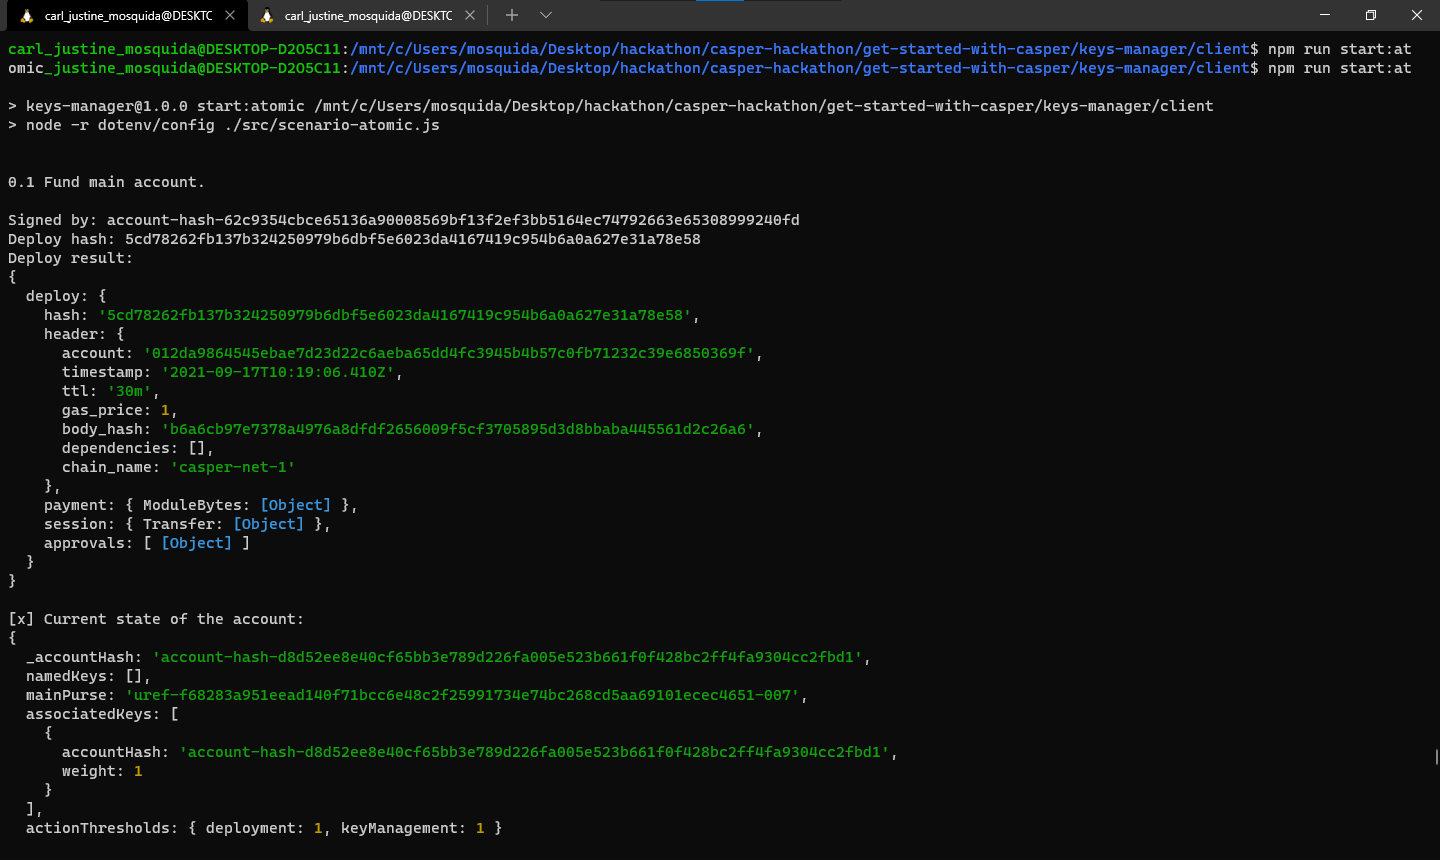 carl_justine_mosquida@DESKTC
carl_justine_mosquida@DESKTC
carl_justine_mosquida@DESKTOP-D2O5C11:/mnt/c/Users/mosquida/Desktop/hackathon/casper-hackathon/get-started-with-casper/keys-manager/client$ npm run start:at
omic_justine_mosquida@DESKTOP-D2O5C11:/mnt/c/Users/mosquida/Desktop/hackathon/casper-hackathon/get-started-with-casper/keys-manager/client$ npm run start:at
> keys-manager@1.0.0 start:atomic /mnt/c/Users/mosquida/Desktop/hackathon/casper-hackathon/get-started-with-casper/keys-manager/client
> node -r dotenv/config ./src/scenario-atomic.js
0.1 Fund main account.
Signed by: account-hash-62c9354cbce65136a90008569bf13f2ef3bb5164ec74792663e65308999240fd
Deploy hash: 5cd78262fb137b324250979b6dbf5e6023da4167419c954b6a0a627e31a78e58
Deploy result:
{
  deploy: {
    hash: '5cd78262fb137b324250979b6dbf5e6023da4167419c954b6a0a627e31a78e58',
    header: {
      account: '012da9864545ebae7d23d22c6aeba65dd4fc3945b4b57c0fb71232c39e6850369f',
      timestamp: '2021-09-17T10:19:06.410Z',
      ttl: '30m',
      gas_price: 1,
      body_hash: 'b6a6cb97e7378a4976a8dfdf2656009f5cf3705895d3d8bbaba445561d2c26a6',
      dependencies: [],
      chain_name: 'casper-net-1'
    },
    payment: { ModuleBytes: [Object] },
    session: { Transfer: [Object] },
    approvals: [ [Object] ]
  }
}
[x] Current state of the account:
{
  _accountHash: 'account-hash-d8d52ee8e40cf65bb3e789d226fa005e523b661f0f428bc2ff4fa9304cc2fbd1',
  namedKeys: [],
  mainPurse: 'uref-f68283a951eead140f71bcc6e48c2f25991734e74bc268cd5aa69101ecec4651-007',
  associatedKeys: [
    {
      accountHash: 'account-hash-d8d52ee8e40cf65bb3e789d226fa005e523b661f0f428bc2ff4fa9304cc2fbd1',
      weight: 1
    }
  ],
  actionThresholds: { deployment: 1, keyManagement: 1 }